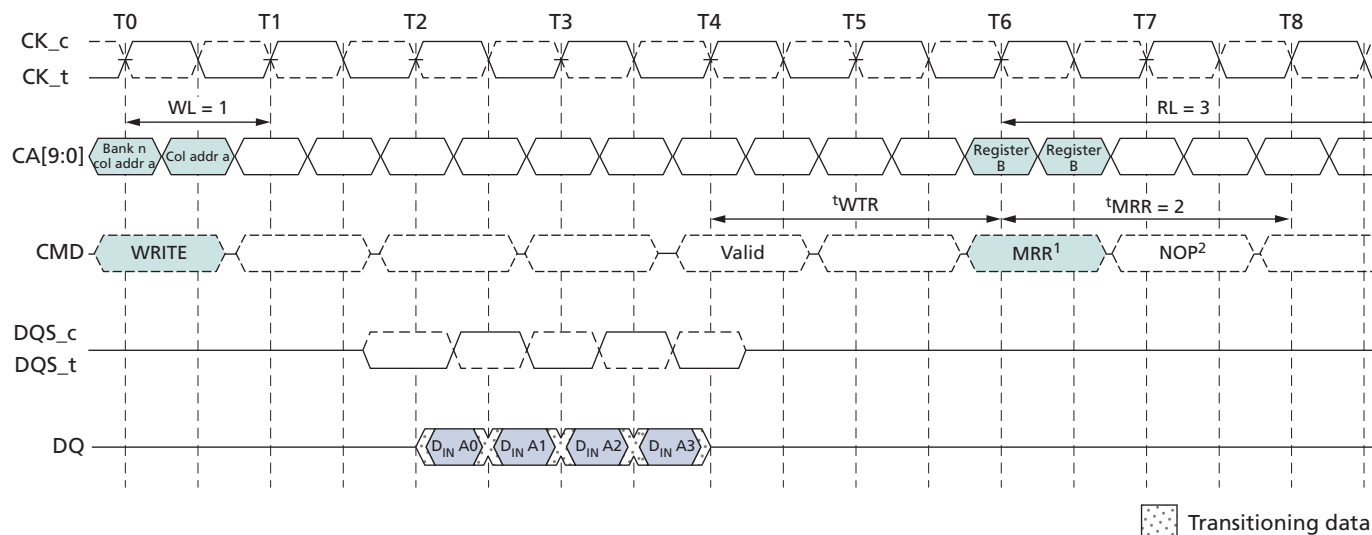 T0 T1 T2 T3 T4 T5 T6 T7 T8
CK_c
CK_t
WL = 1
RL = 3
CA[9:0]
Bank n
col addr a
Col addr a
Register
B
Register
B
tWTR
tMRR = 2
CMD
WRITE
Valid
MRR1
NOP2
DQS_c
DQS_t
DQ
DIN A0
DIN A1
DIN A2
DIN A3
Transitioning data